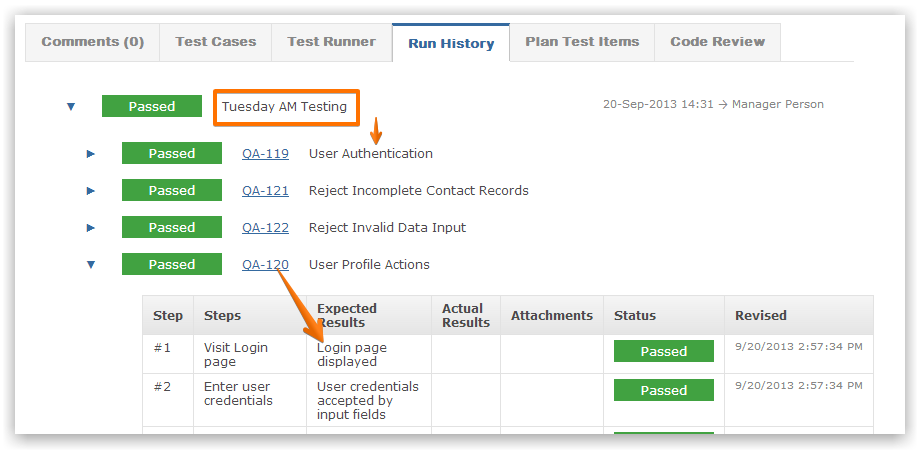 Comments (0) Test Cases Test Runner Run History Plan Test Items Code Review
Passed Tuesday AM Testing 20-Sep-2013 14:31 → Manager Person
Passed QA-119 User Authentication
Passed QA-121 Reject Incomplete Contact Records
Passed QA-122 Reject Invalid Data Input
Passed QA-120 User Profile Actions
Step Steps Expected Results Actual Results Attachments Status Revised
#1 Visit Login page Login page displayed Passed 9/20/2013 2:57:34 PM
#2 Enter user credentials User credentials accepted by input fields Passed 9/20/2013 2:57:34 PM